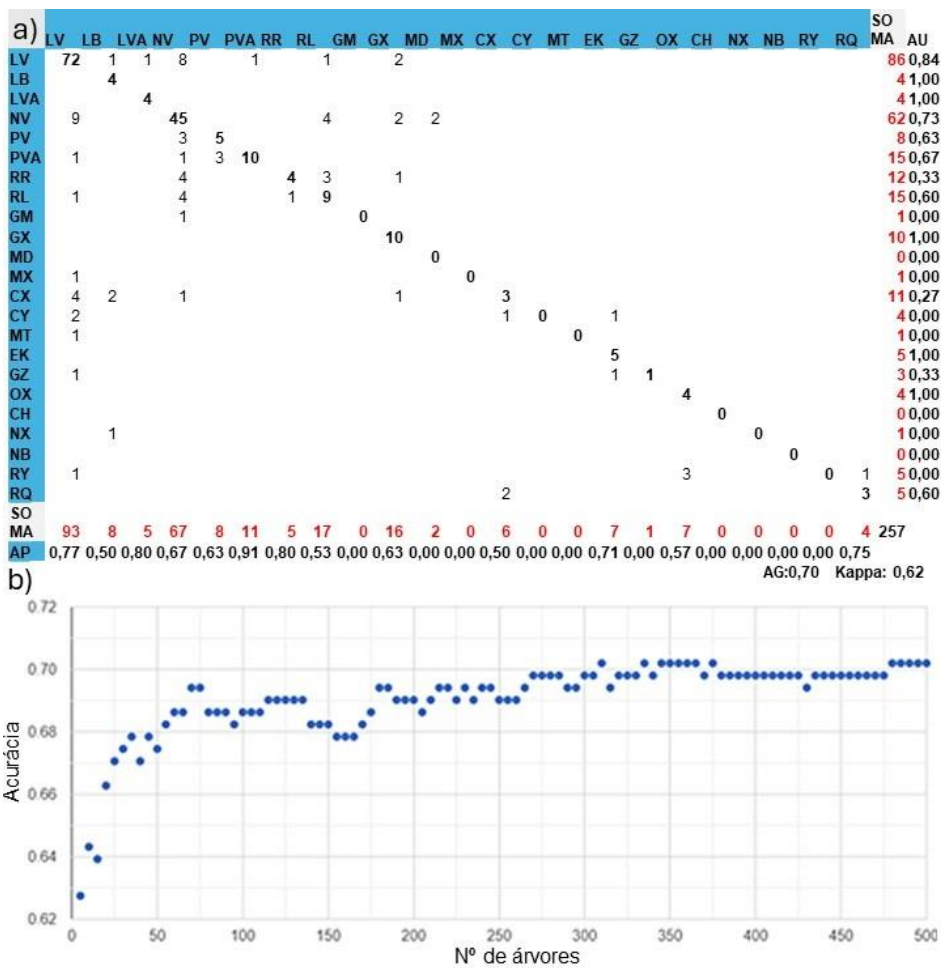 a)
LV LB LVA NV PV PVA RR RL GM GX MD MX CX CY MT EK GZ OX CH NX NB RY RQ SO MA AU
LV 72 1 1 8 1 1 2 86 0,84
LB 4 4 1,00
LVA 4 4 1,00
NV 9 45 4 2 2 62 0,73
PV 3 5 8 0,63
PVA 1 1 3 10 15 0,67
RR 4 4 3 1 12 0,33
RL 1 4 1 9 15 0,60
GM 1 0 1 0,00
GX 10 10 1,00
MD 0 0 0,00
MX 1 0 1 0,00
CX 4 2 1 1 3 11 0,27
CY 2 1 0 1 4 0,00
MT 1 0 1 0,00
EK 5 5 1,00
GZ 1 1 1 3 0,33
OX 4 4 1,00
CH 0 0 0,00
NX 1 0 1 0,00
NB 0 0 0,00
RY 1 3 0 1 5 0,00
RQ 2 3 5 0,60
SO
MA 93 8 5 67 8 11 5 17 0 16 2 0 6 0 0 7 1 7 0 0 0 0 4 257
AP 0,77 0,50 0,80 0,67 0,63 0,91 0,80 0,53 0,00 0,63 0,00 0,00 0,50 0,00 0,00 0,71 0,00 0,57 0,00 0,00 0,00 0,00 0,75
AG:0,70 Kappa: 0,62
b)
0.72
0.70
0.68
0.66
0.64
0.62
Acurácia
0 50 100 150 200 250 300 350 400 450 500
Nº de árvores